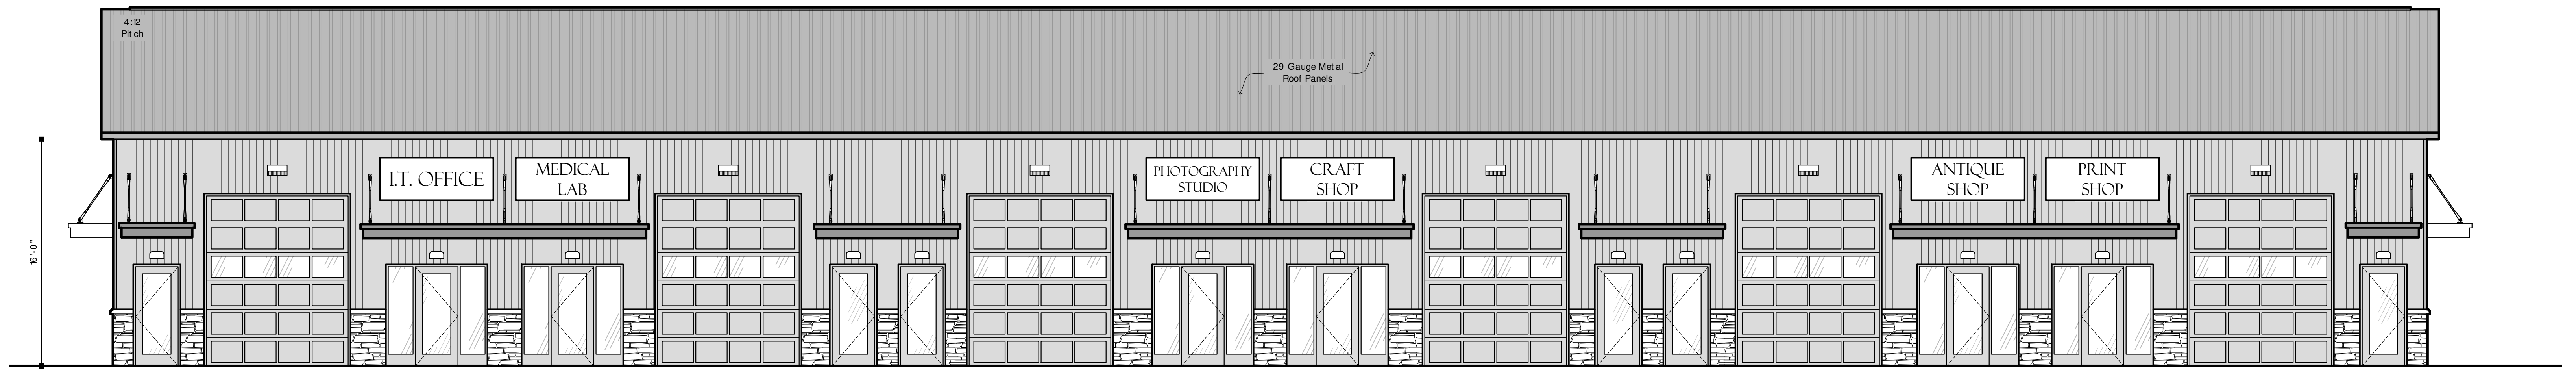 4:12
Pitch
29 Gauge Metal
Roof Panels
16'-0"
I.T. OFFICE
MEDICAL
LAB
PHOTOGRAPHY
STUDIO
CRAFT
SHOP
ANTIQUE
SHOP
PRINT
SHOP